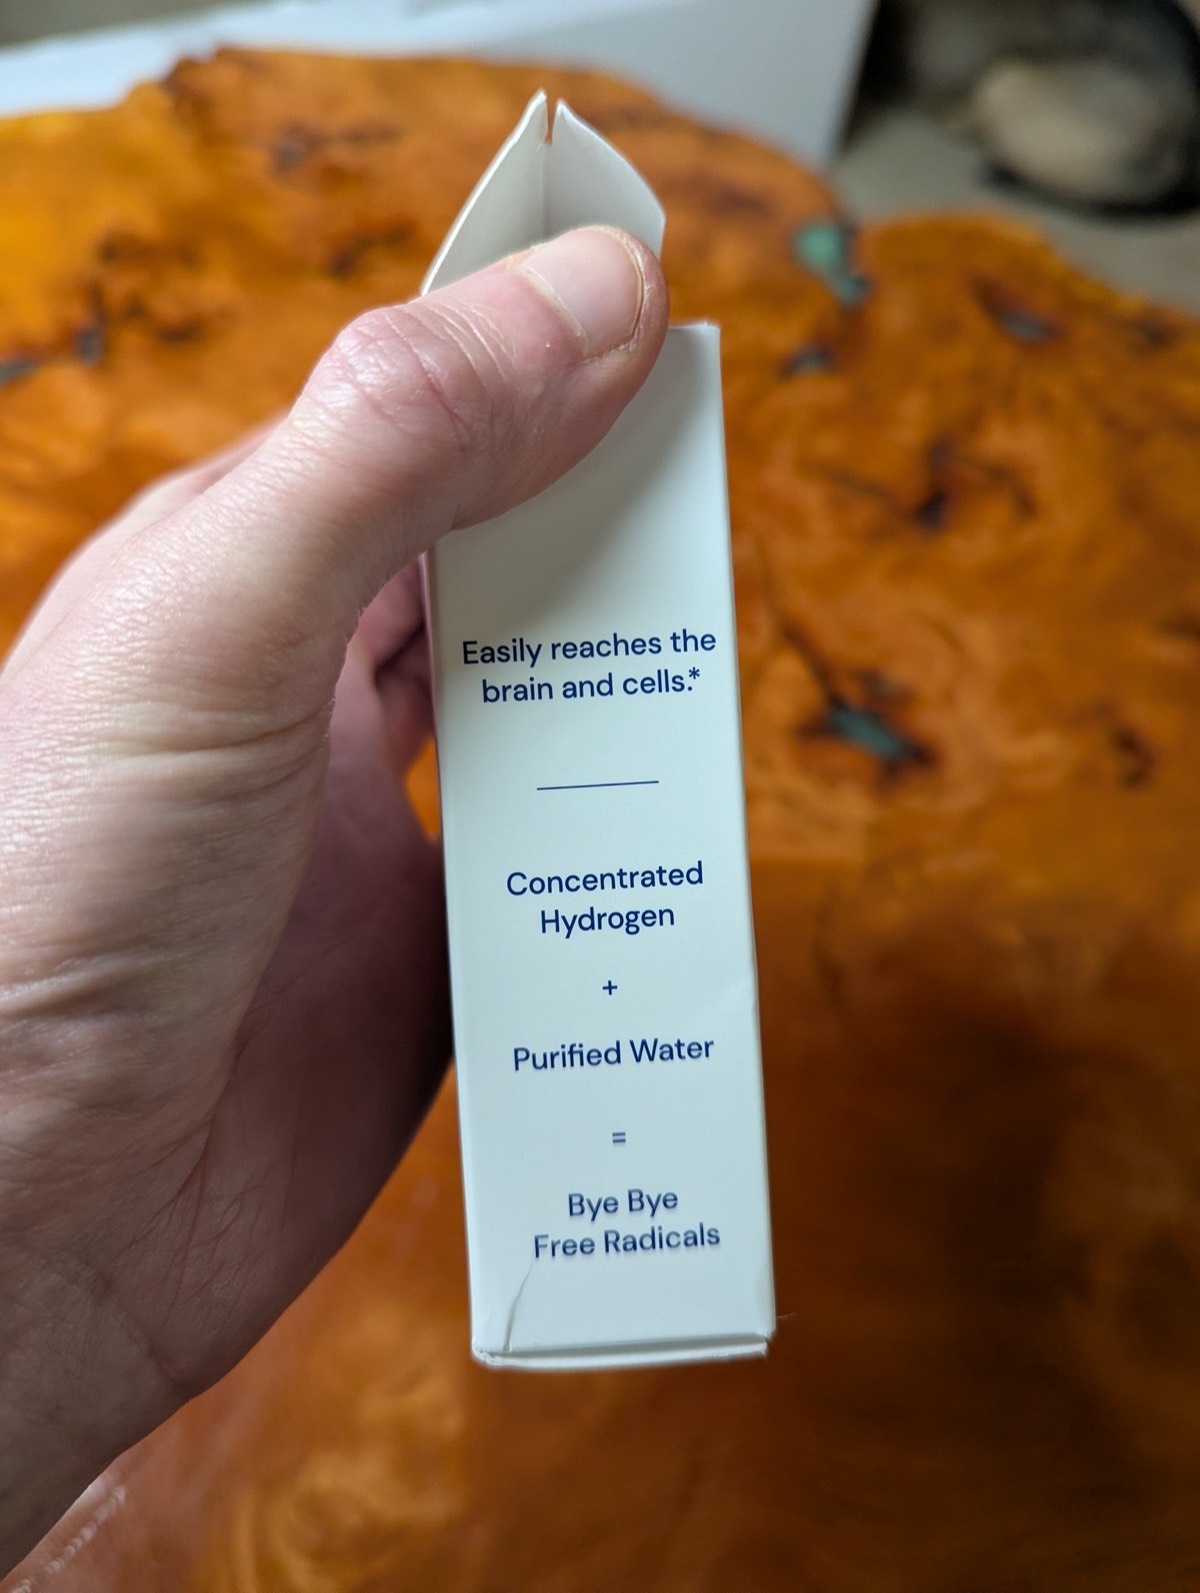 Easily reaches the
brain and cells.*
Concentrated
Hydrogen
+
Purified Water
=
Bye Bye
Free Radicals